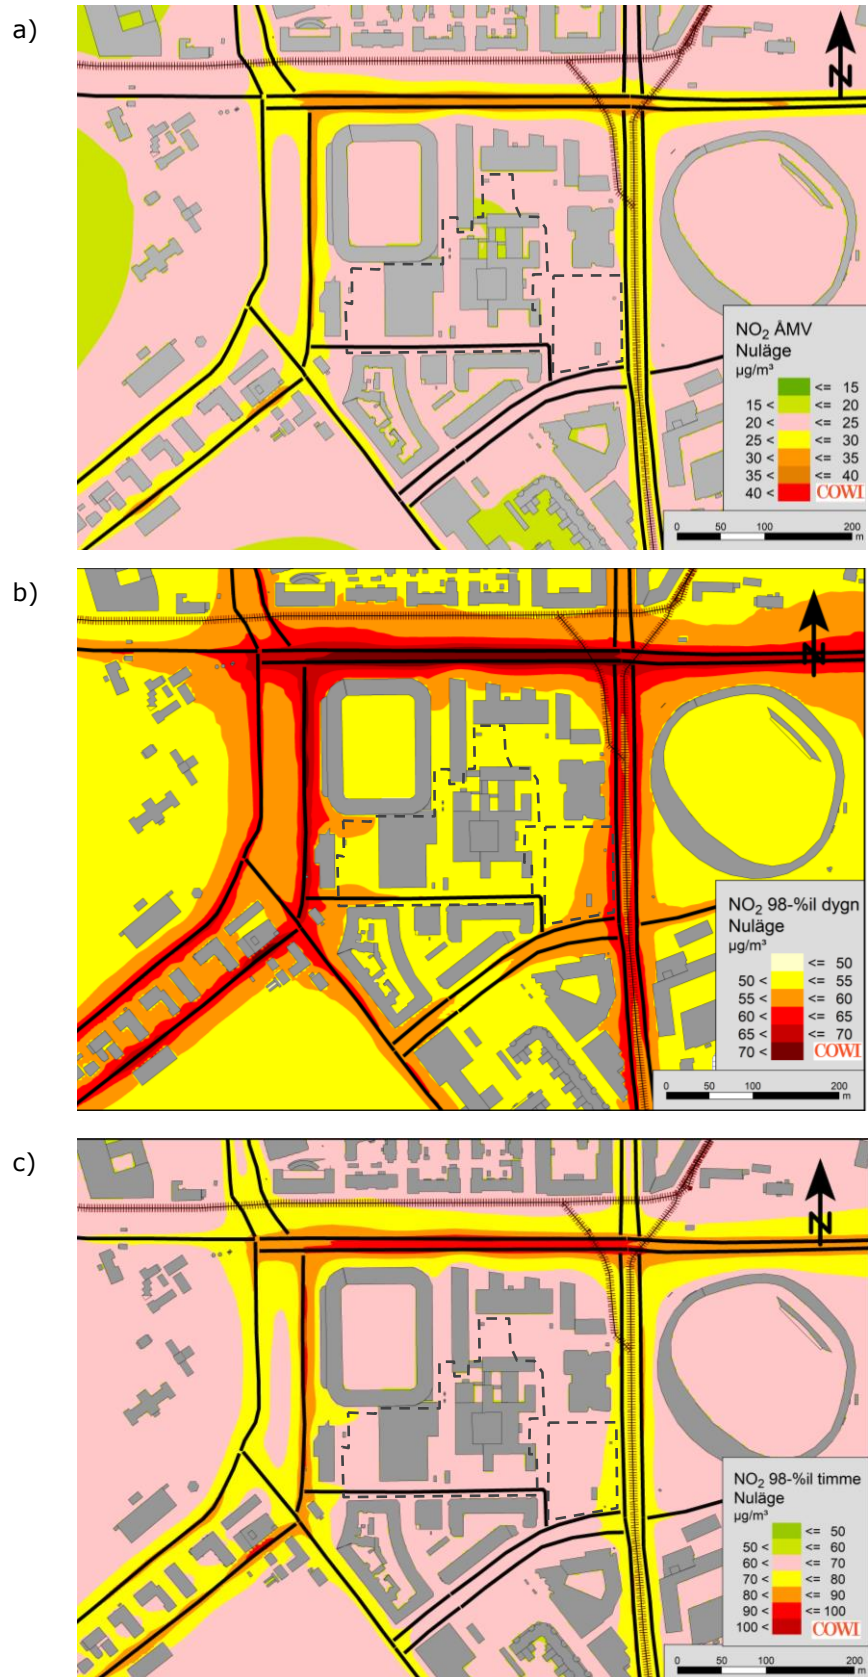 a)
N
NO₂ ÅMV
Nuläge
µg/m³
<= 15
15 < <= 20
20 < <= 25
25 < <= 30
30 < <= 35
35 < <= 40
40 < COWI
0 50 100 200
m
b)
N
NO₂ 98-%il dygn
Nuläge
µg/m³
<= 50
50 < <= 55
55 < <= 60
60 < <= 65
65 < <= 70
70 < COWI
0 50 100 200
m
c)
N
NO₂ 98-%il timme
Nuläge
µg/m³
<= 50
50 < <= 60
60 < <= 70
70 < <= 80
80 < <= 90
90 < <= 100
100 < COWI
0 50 100 200
m